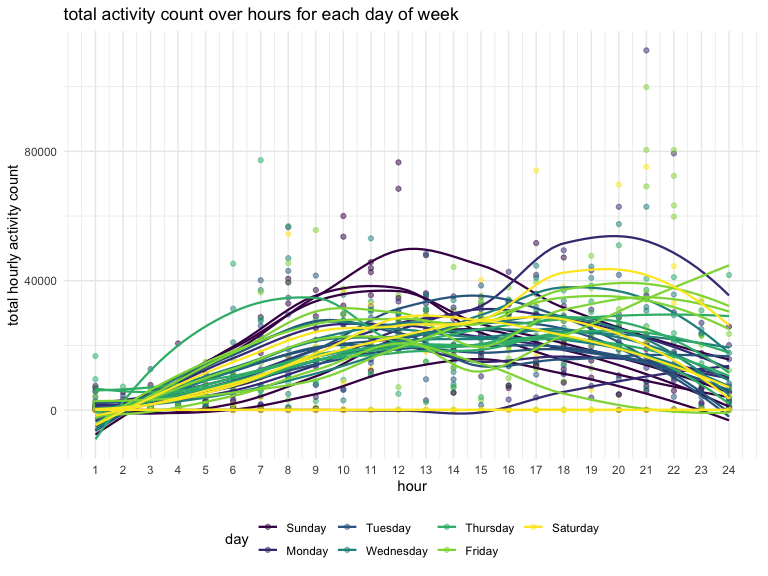 total activity count over hours for each day of week
total hourly activity count
80000
40000
0
1 2 3 4 5 6 7 8 9 10 11 12 13 14 15 16 17 18 19 20 21 22 23 24
hour
day
Sunday Tuesday Thursday Saturday
Monday Wednesday Friday